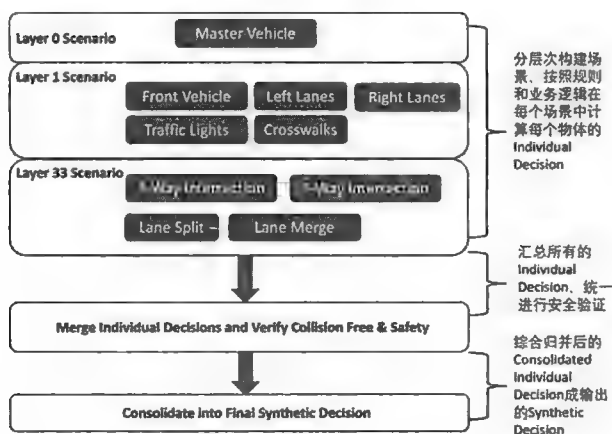 Layer 0 Scenario
Master Vehicle
Layer 1 Scenario
Front Vehicle
Left Lanes
Right Lanes
Traffic Lights
Crosswalks
Layer 33 Scenario
-Way Intersection
-Way Intersection
Lane Split
Lane Merge
Merge Individual Decisions and Verify Collision Free & Safety
Consolidate into Final Synthetic Decision
分层次构建场
景、按照规则
和业务逻辑在
每个场景中计
算每个物体的
Individual
Decision
汇总所有的
Individual
Decision、统一
进行安全验证
综合归并后的
Consolidated
Individual
Decision成输出
的Synthetic
Decision